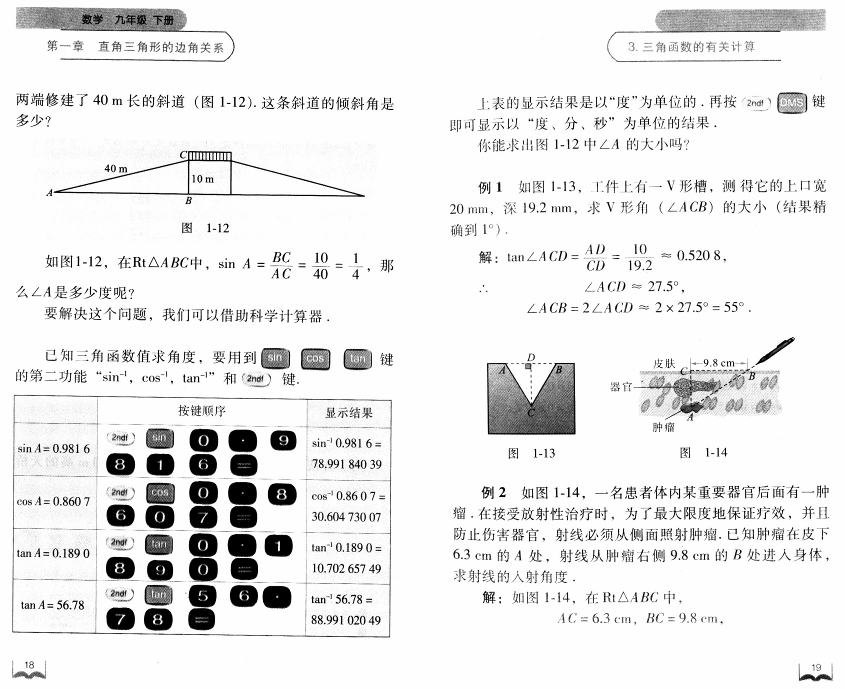 数学 九年级 下册
第一章 直角三角形的边角关系
两端修建了 40 m 长的斜道 (图 1-12). 这条斜道的倾斜角是
多少?
C
40 m
10 m
A
B
图 1-12
如图1-12, 在Rt△ABC中, sin A = BC/AC = 10/40 = 1/4, 那
么∠A是多少度呢?
要解决这个问题, 我们可以借助科学计算器.
已知三角函数值求角度, 要用到 sin cos tan 键
的第二功能 “sin⁻¹, cos⁻¹, tan⁻¹” 和 2ndf 键.
按键顺序 显示结果
sin A = 0.981 6
2ndf sin 0 · 9
8 1 6 =
sin⁻¹ 0.981 6 =
78.991 840 39
cos A = 0.860 7
2ndf cos 0 · 8
6 0 7 =
cos⁻¹ 0.86 0 7 =
30.604 730 07
tan A = 0.189 0
2ndf tan 0 · 1
8 9 0 =
tan⁻¹ 0.189 0 =
10.702 657 49
tan A = 56.78
2ndf tan 5 6 ·
7 8 =
tan⁻¹ 56.78 =
88.991 020 49
18
3. 三角函数的有关计算
上表的显示结果是以“度”为单位的. 再按 2ndf DMS 键
即可显示以 “度、分、秒” 为单位的结果.
你能求出图 1-12 中∠A 的大小吗?
例 1 如图 1-13, 工件上有一 V 形槽, 测得它的上口宽
20 mm, 深 19.2 mm, 求 V 形角 (∠ACB) 的大小 (结果精
确到 1°).
解: tan∠ACD = AD/CD = 10/19.2 ≈ 0.520 8,
∴ ∠ACD ≈ 27.5°,
∠ACB = 2∠ACD ≈ 2 × 27.5° = 55°.
D
A
B
C
图 1-13
皮肤
9.8 cm
C
B
器官
A
肿瘤
图 1-14
例 2 如图 1-14, 一名患者体内某重要器官后面有一肿
瘤. 在接受放射性治疗时, 为了最大限度地保证疗效, 并且
防止伤害器官, 射线必须从侧面照射肿瘤. 已知肿瘤在皮下
6.3 cm 的 A 处, 射线从肿瘤右侧 9.8 cm 的 B 处进入身体,
求射线的入射角度.
解: 如图 1-14, 在 Rt△ABC 中,
AC = 6.3 cm, BC = 9.8 cm,
19